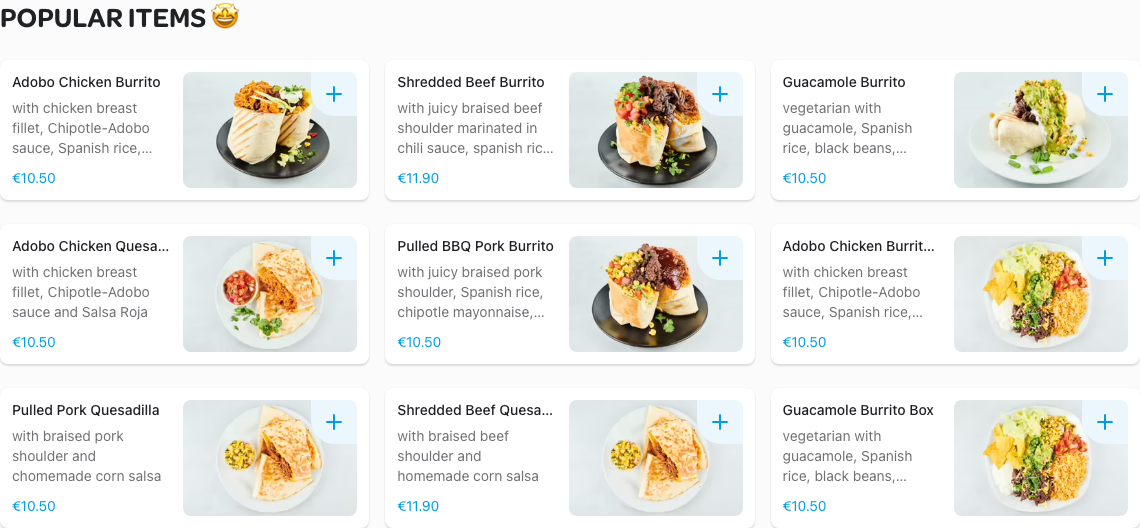 POPULAR ITEMS 🤩
Adobo Chicken Burrito
with chicken breast
fillet, Chipotle-Adobo
sauce, Spanish rice,...
€10.50
Shredded Beef Burrito
with juicy braised beef
shoulder marinated in
chili sauce, spanish ric...
€11.90
Guacamole Burrito
vegetarian with
guacamole, Spanish
rice, black beans,...
€10.50
Adobo Chicken Quesa...
with chicken breast
fillet, Chipotle-Adobo
sauce and Salsa Roja
€10.50
Pulled BBQ Pork Burrito
with juicy braised pork
shoulder, Spanish rice,
chipotle mayonnaise,...
€10.50
Adobo Chicken Burrit...
with chicken breast
fillet, Chipotle-Adobo
sauce, Spanish rice,...
€10.50
Pulled Pork Quesadilla
with braised pork
shoulder and
chomemade corn salsa
€10.50
Shredded Beef Quesa...
with braised beef
shoulder and
homemade corn salsa
€11.90
Guacamole Burrito Box
vegetarian with
guacamole, Spanish
rice, black beans,...
€10.50